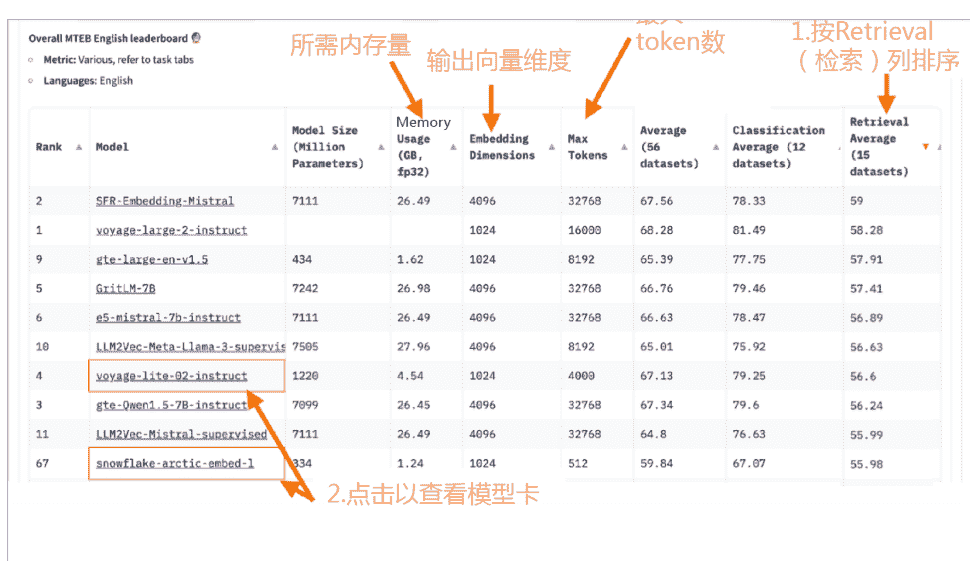 Overall MTEB English leaderboard
Metric: Various, refer to task tabs
Languages: English
所需内存量
输出向量维度
最大
token数
1.按Retrieval
（检索）列排序
Rank Model Model Size (Million Parameters) Memory Usage (GB, fp32) Embedding Dimensions Max Tokens Average (56 datasets) Classification Average (12 datasets) Retrieval Average (15 datasets)
2 SFR-Embedding-Mistral 7111 26.49 4096 32768 67.56 78.33 59
1 voyage-large-2-instruct 1024 16000 68.28 81.49 58.28
9 gte-large-en-v1.5 434 1.62 1024 8192 65.39 77.75 57.91
5 GritLM-7B 7242 26.98 4096 32768 66.76 79.46 57.41
6 e5-mistral-7b-instruct 7111 26.49 4096 32768 66.63 78.47 56.89
10 LLM2Vec-Meta-Llama-3-supervis 7505 27.96 4096 8192 65.01 75.92 56.63
4 voyage-lite-02-instruct 1220 4.54 1024 4000 67.13 79.25 56.6
3 gte-Qwen1.5-7B-instruct 7099 26.45 4096 32768 67.34 79.6 56.24
11 LLM2Vec-Mistral-supervised 7111 26.49 4096 32768 64.8 76.63 55.99
67 snowflake-arctic-embed-l 334 1.24 1024 512 59.84 67.07 55.98
2.点击以查看模型卡